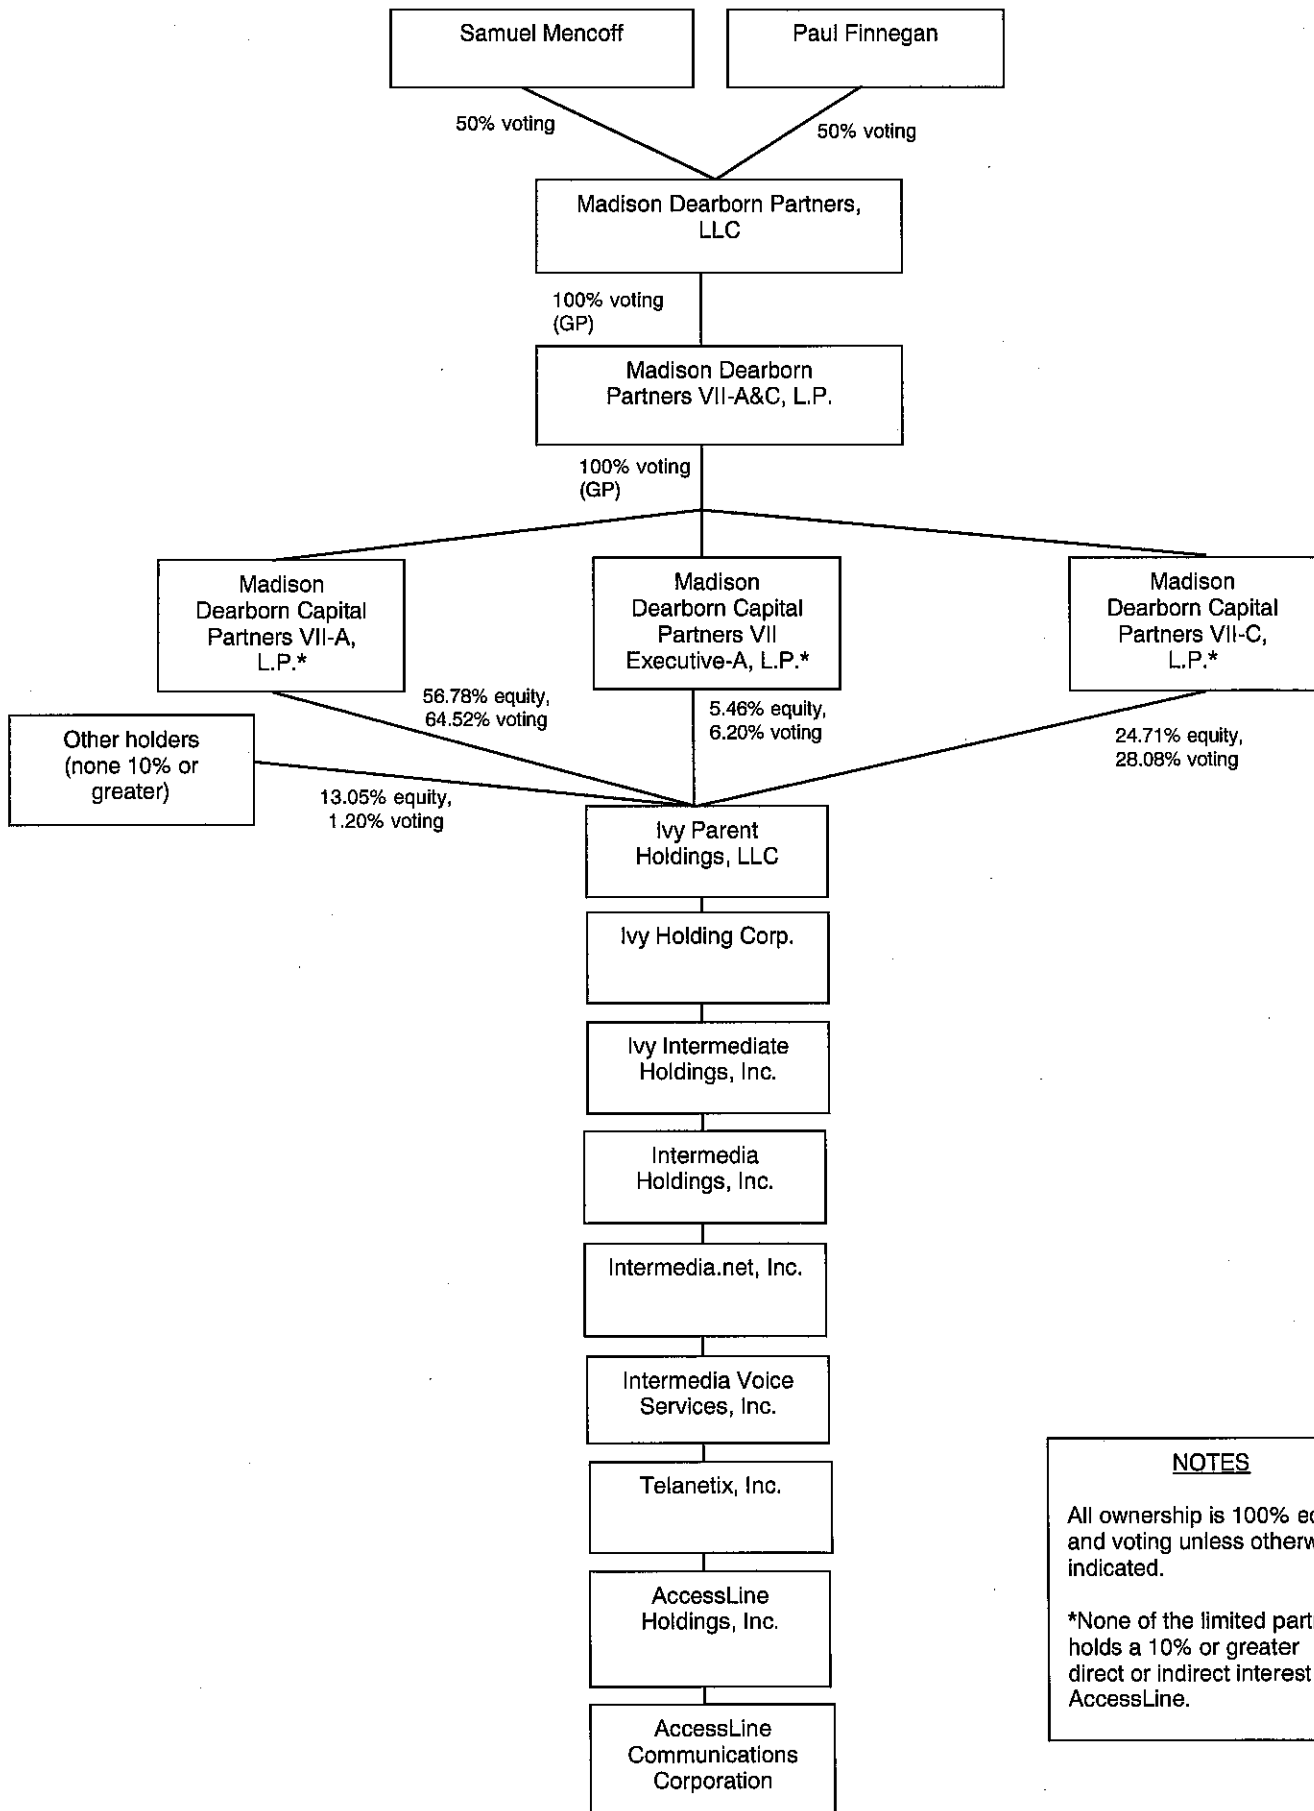 Samuel Mencoff
Paul Finnegan
50% voting
50% voting
Madison Dearborn Partners,
LLC
100% voting
(GP)
Madison Dearborn
Partners VII-A&C, L.P.
100% voting
(GP)
Madison
Dearborn Capital
Partners VII-A,
L.P.*
Madison
Dearborn Capital
Partners VII
Executive-A, L.P.*
Madison
Dearborn Capital
Partners VII-C,
L.P.*
56.78% equity,
64.52% voting
5.46% equity,
6.20% voting
24.71% equity,
28.08% voting
Other holders
(none 10% or
greater)
13.05% equity,
1.20% voting
Ivy Parent
Holdings, LLC
Ivy Holding Corp.
Ivy Intermediate
Holdings, Inc.
Intermedia
Holdings, Inc.
Intermedia.net, Inc.
Intermedia Voice
Services, Inc.
Telanetix, Inc.
AccessLine
Holdings, Inc.
AccessLine
Communications
Corporation
NOTES
All ownership is 100%
and voting unless
indicated.
*None of the limited
holds a 10% or greater
direct or indirect interest
AccessLine.